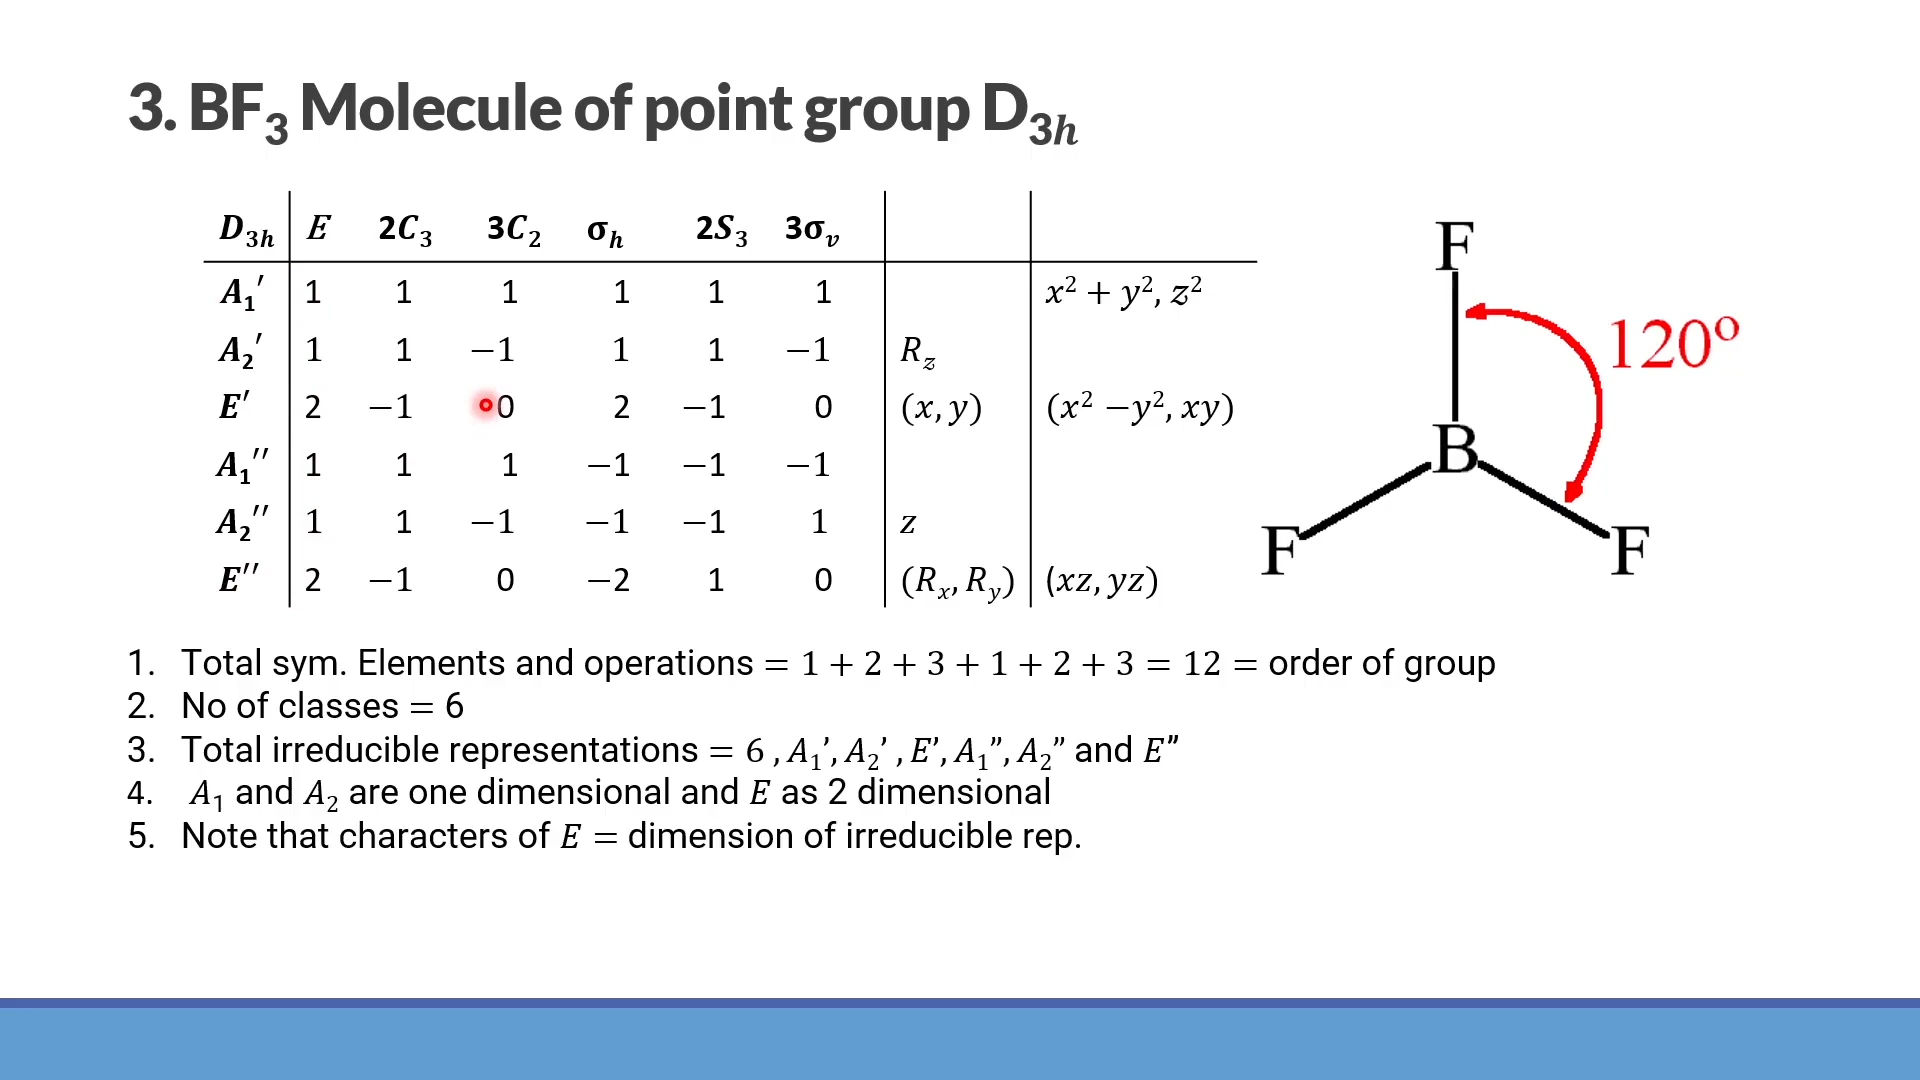 3. BF₃ Molecule of point group D₃ₕ
D₃ₕ E 2C₃ 3C₂ σₕ 2S₃ 3σᵥ
A₁′ 1 1 1 1 1 1 x² + y², z²
A₂′ 1 1 −1 1 1 −1 R_z
E′ 2 −1 0 2 −1 0 (x, y) (x² −y², xy)
A₁′′ 1 1 1 −1 −1 −1
A₂′′ 1 1 −1 −1 −1 1 z
E′′ 2 −1 0 −2 1 0 (Rₓ, R_y) (xz, yz)
F
120º
B
F F
1. Total sym. Elements and operations = 1 + 2 + 3 + 1 + 2 + 3 = 12 = order of group
2. No of classes = 6
3. Total irreducible representations = 6 , A₁’, A₂’ , E’, A₁”, A₂” and E”
4. A₁ and A₂ are one dimensional and E as 2 dimensional
5. Note that characters of E = dimension of irreducible rep.